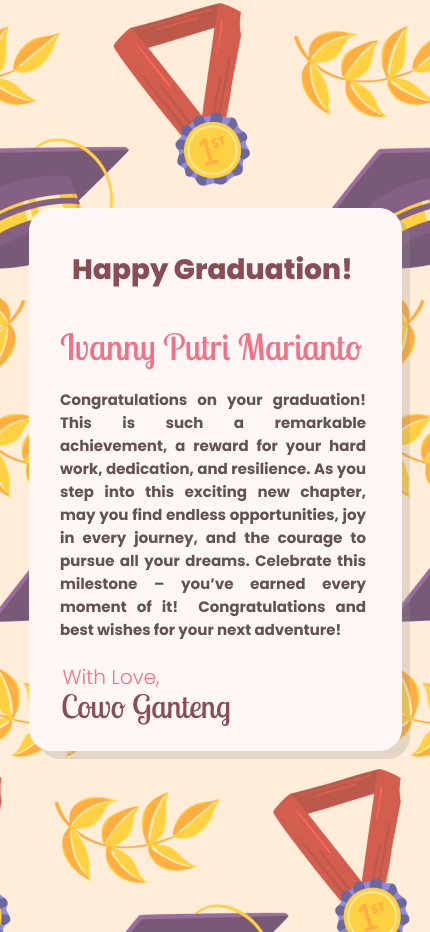 1ST
Happy Graduation!
Ivanny Putri Marianto
Congratulations on your graduation!
This is such a remarkable
achievement, a reward for your hard
work, dedication, and resilience. As you
step into this exciting new chapter,
may you find endless opportunities, joy
in every journey, and the courage to
pursue all your dreams. Celebrate this
milestone – you’ve earned every
moment of it!  Congratulations and
best wishes for your next adventure!
With Love,
Cowo Ganteng
1ST